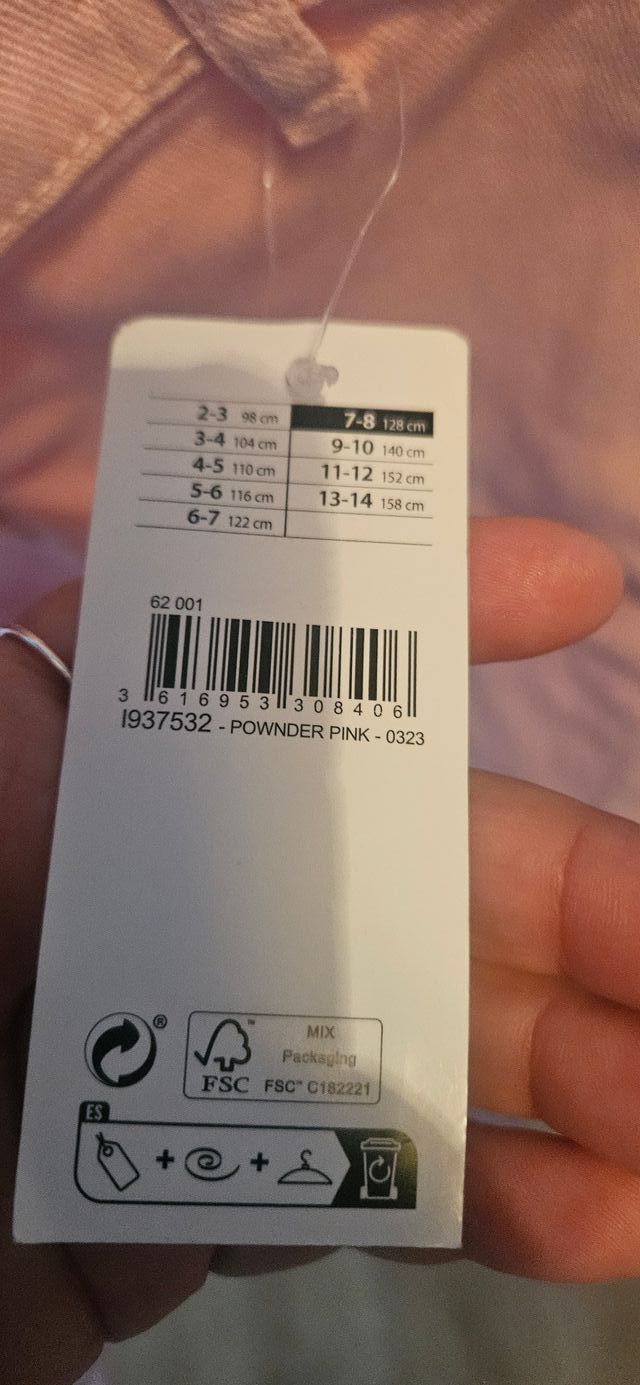 2-3 98 cm
3-4 104 cm
4-5 110 cm
5-6 116 cm
6-7 122 cm
7-8 128 cm
9-10 140 cm
11-12 152 cm
13-14 158 cm
62 001
3 616953 308406
I937532 - POWNDER PINK - 0323
®
FSC™
MIX
Packaging
FSC™ C182221
ES